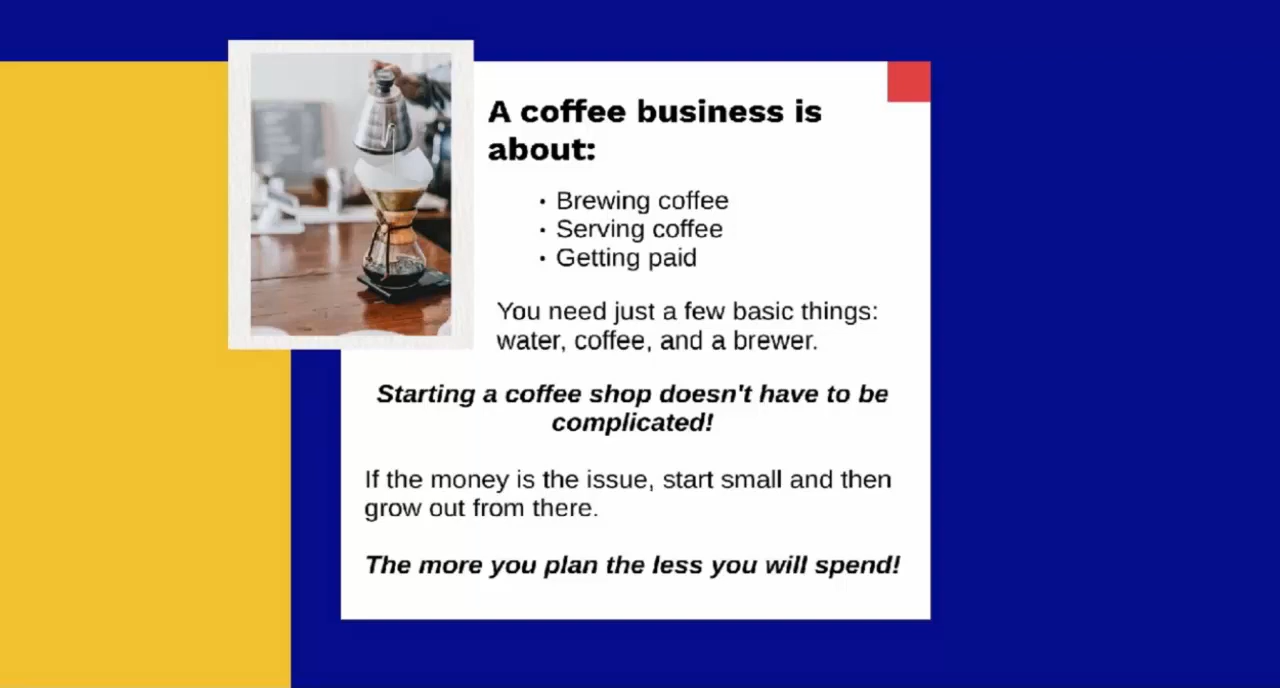 A coffee business is
about:
• Brewing coffee
• Serving coffee
• Getting paid
You need just a few basic things:
water, coffee, and a brewer.
Starting a coffee shop doesn't have to be
complicated!
If the money is the issue, start small and then
grow out from there.
The more you plan the less you will spend!